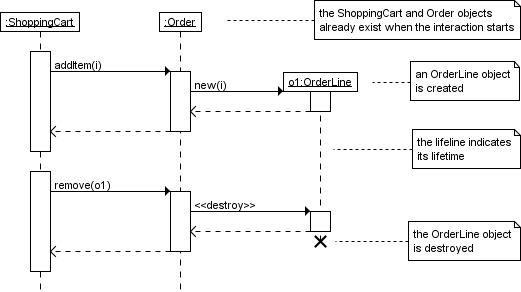 :ShoppingCart
:Order
the ShoppingCart and Order objects
already exist when the interaction starts
addItem(i)
new(i)
o1:OrderLine
an OrderLine object
is created
the lifeline indicates
its lifetime
remove(o1)
<<destroy>>
the OrderLine object
is destroyed